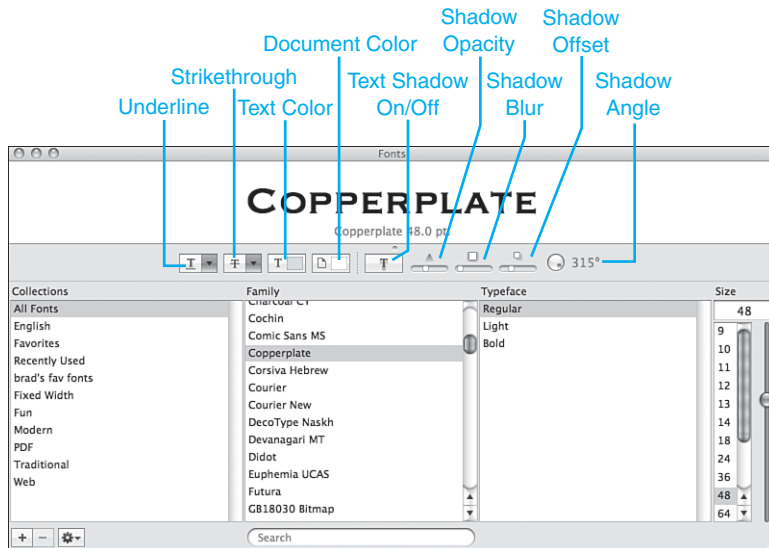 Shadow
Opacity
Shadow
Offset
Document Color
Strikethrough
Text Shadow
On/Off
Shadow
Blur
Shadow
Angle
Underline
Text Color
Fonts
COPPERPLATE
Copperplate 48.0 pt.
T
T
T
T
315°
Collections
Family
Typeface
Size
All Fonts
English
Favorites
Recently Used
brad's fav fonts
Fixed Width
Fun
Modern
PDF
Traditional
Web
Charcoal CY
Cochin
Comic Sans MS
Copperplate
Corsiva Hebrew
Courier
Courier New
DecoType Naskh
Devanagari MT
Didot
Euphemia UCAS
Futura
GB18030 Bitmap
Regular
Light
Bold
48
9
10
11
12
13
14
18
24
36
48
64
+ −
Search